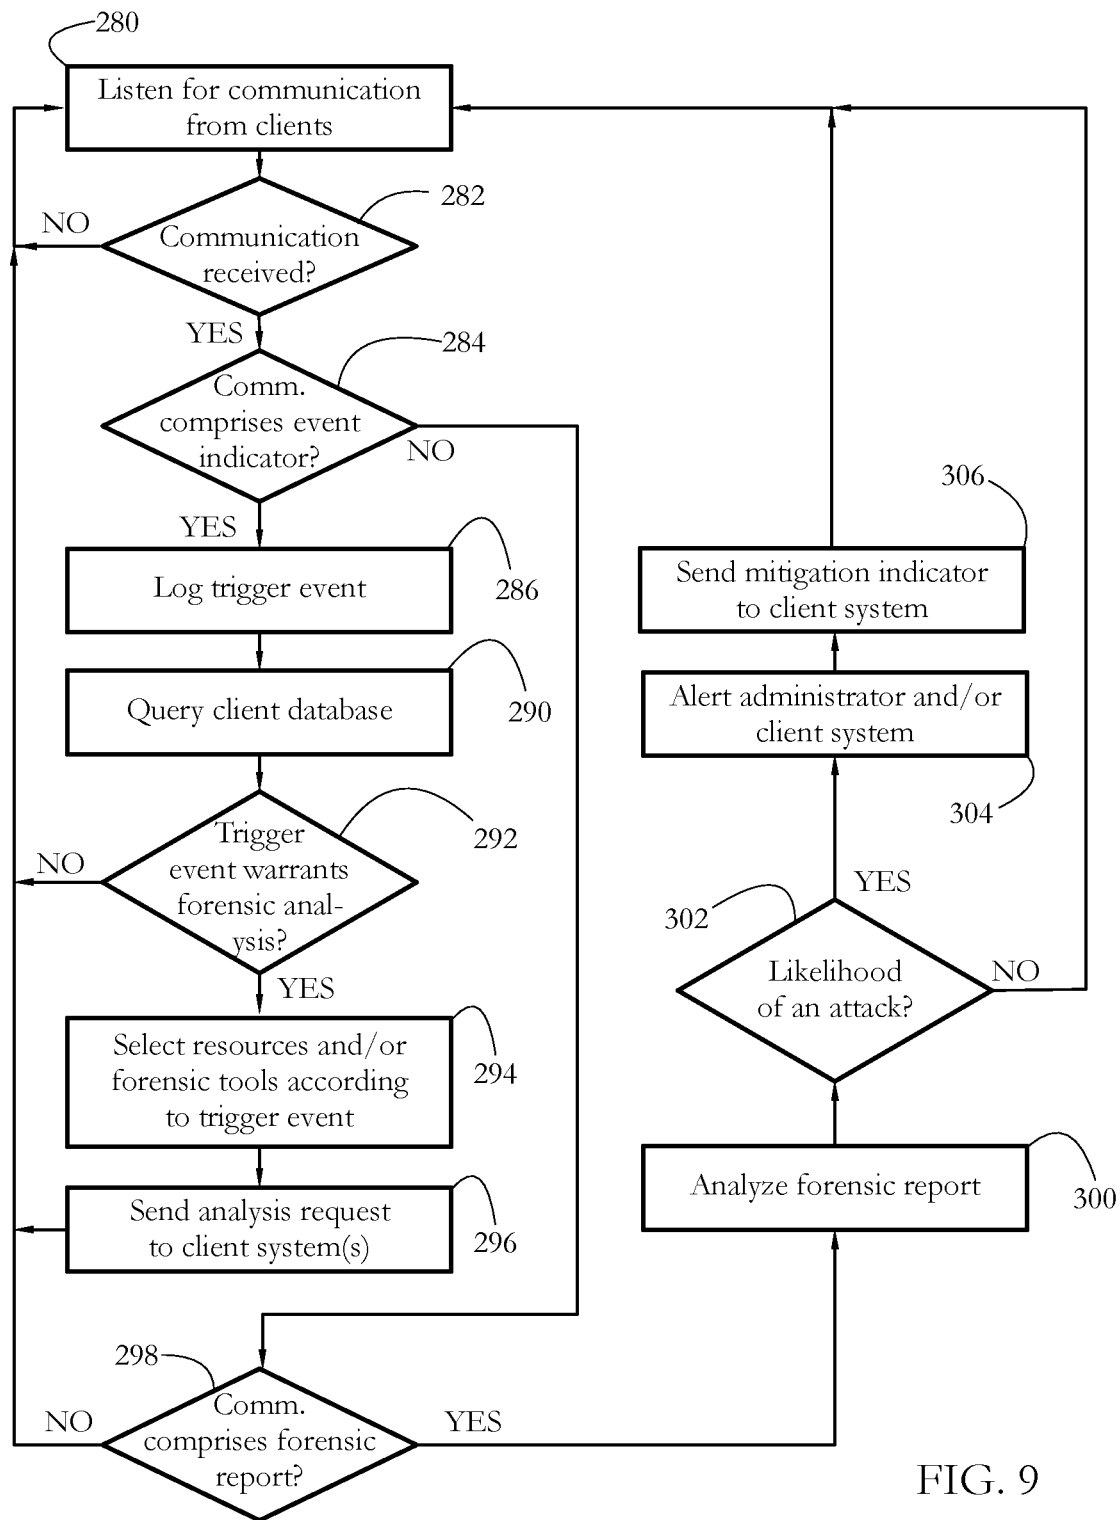 280
Listen for communication
from clients
282
NO
Communication
received?
YES
284
Comm.
comprises event
indicator?
NO
YES
286
Log trigger event
290
Query client database
292
Trigger
event warrants
forensic anal-
ysis?
NO
YES
Select resources and/or
forensic tools according
to trigger event
294
Send analysis request
to client system(s)
296
298
Comm.
comprises forensic
report?
NO
YES
306
Send mitigation indicator
to client system
Alert administrator and/or
client system
304
YES
302
Likelihood
of an attack?
NO
Analyze forensic report
300
FIG. 9